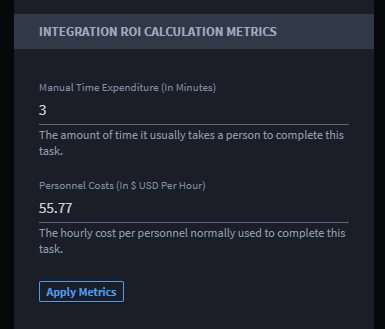 INTEGRATION ROI CALCULATION METRICS
Manual Time Expenditure (In Minutes)
3
The amount of time it usually takes a person to complete this
task.
Personnel Costs (In $ USD Per Hour)
55.77
The hourly cost per personnel normally used to complete this
task.
Apply Metrics